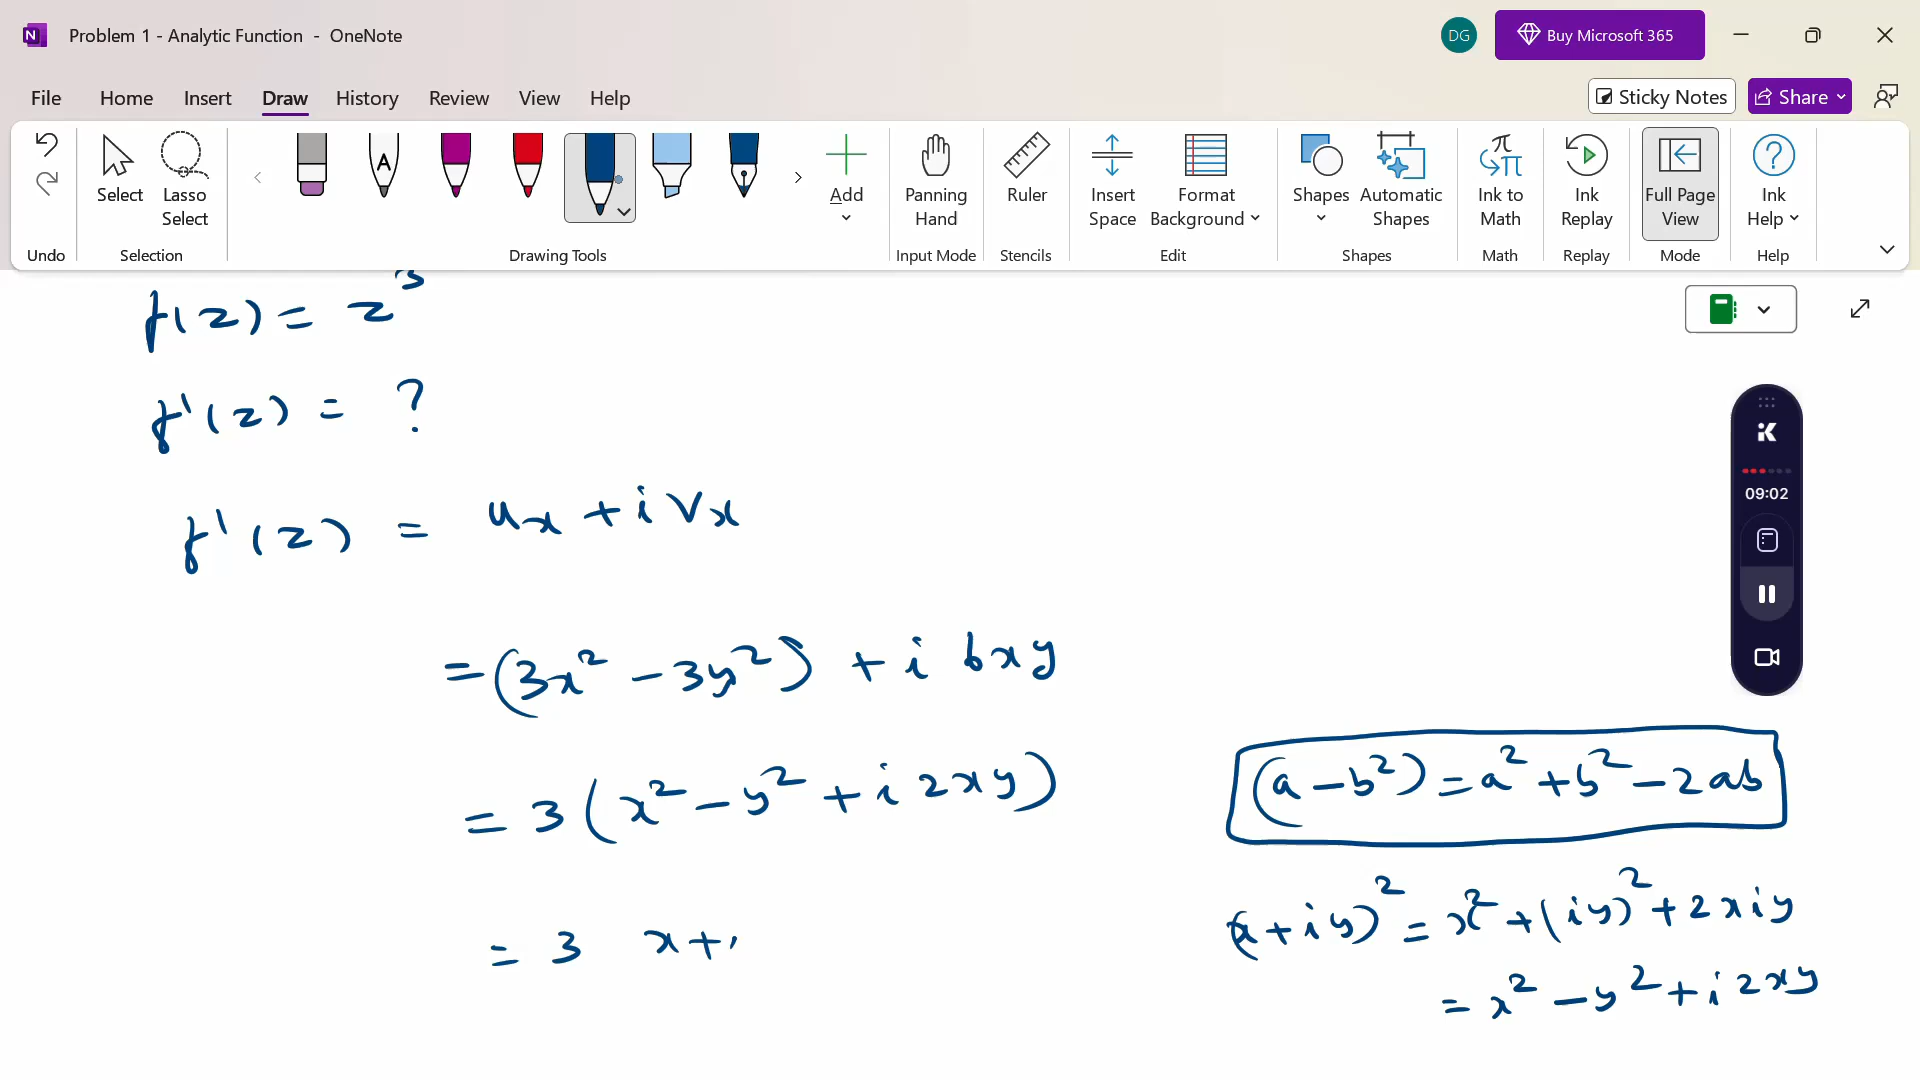 Problem 1 - Analytic Function - OneNote
DG
Buy Microsoft 365
File Home Insert Draw History Review View Help
Sticky Notes
Share
A
Select
Lasso Select
Add
Panning Hand
Ruler
Insert Space
Format Background
Shapes
Automatic Shapes
Ink to Math
Ink Replay
Full Page View
Ink Help
Undo
Selection
Drawing Tools
Input Mode
Stencils
Edit
Shapes
Math
Replay
Mode
Help
f(z) = z³
f'(z) = ?
09:02
f'(z) = ux + i Vx
= (3x² - 3y²) + i 6xy
= 3 (x² - y² + i 2xy)
(a - b²) = a² + b² - 2ab
(x + iy)² = x² + (iy)² + 2xiy
= 3 x +
= x² - y² + i 2xy